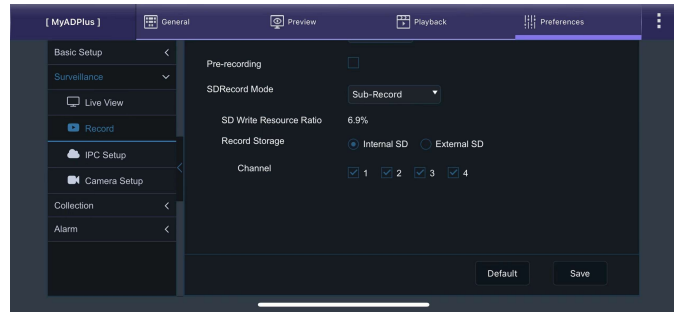 [ MyADPlus ] General Preview Playback Preferences
Basic Setup
Surveillance
Live View
Record
IPC Setup
Camera Setup
Collection
Alarm
Pre-recording
SDRecord Mode Sub-Record
SD Write Resource Ratio 6.9%
Record Storage Internal SD External SD
Channel 1 2 3 4
Default Save